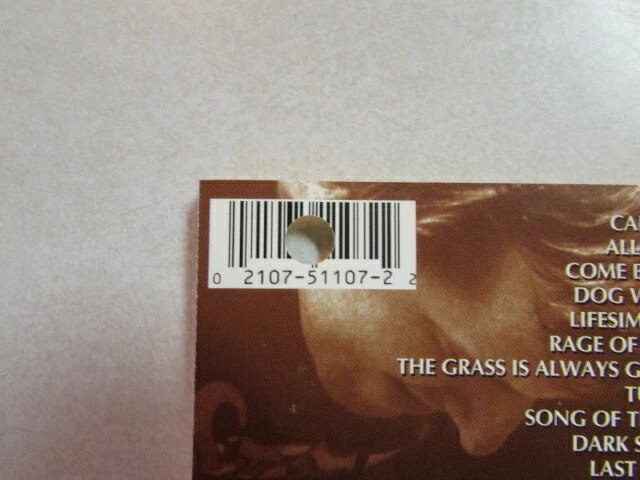 0 2107-51107-2 2
CA
ALL
COME B
DOG
LIFESIM
RAGE OF
THE GRASS IS ALWAYS G
TU
SONG OF T
DARK S
LAST